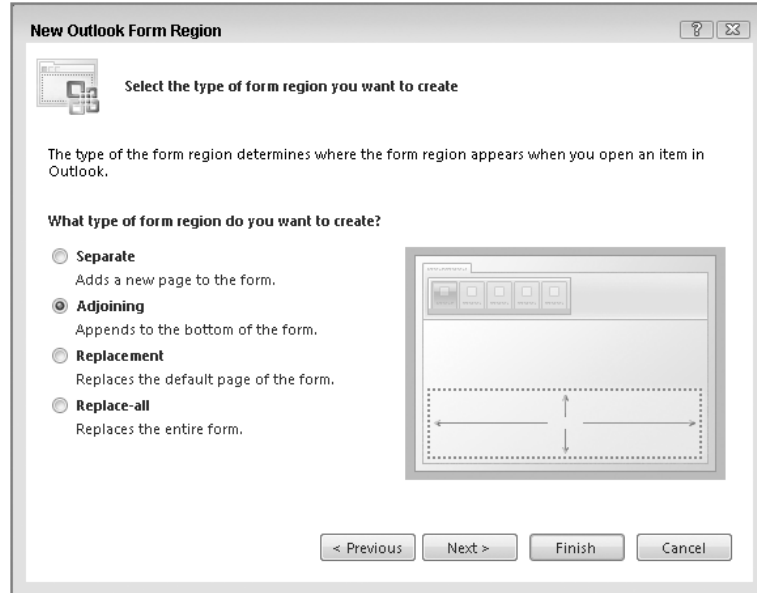 New Outlook Form Region
?
Select the type of form region you want to create
The type of the form region determines where the form region appears when you open an item in
Outlook.
What type of form region do you want to create?
Separate
Adds a new page to the form.
Adjoining
Appends to the bottom of the form.
Replacement
Replaces the default page of the form.
Replace-all
Replaces the entire form.
< Previous
Next >
Finish
Cancel